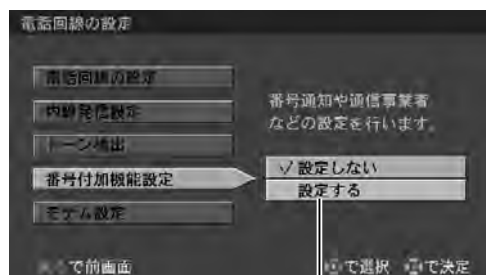 電話回線の設定
電話回線の設定
内線発信設定
トーン検出
番号付加機能設定
モデム設定
番号通知や通信事業者
などの設定を行います。
✓設定しない
設定する
で前画面
で選択
で決定